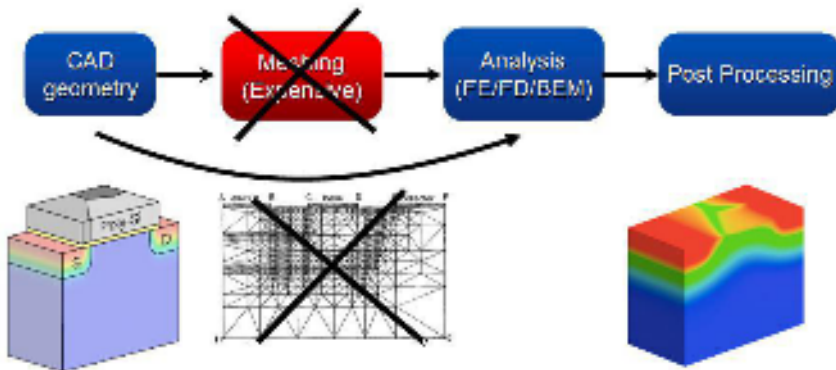 CAD
geometry
Meshing
(Expensive)
Analysis
(FE/FD/BEM)
Post Processing
S
D